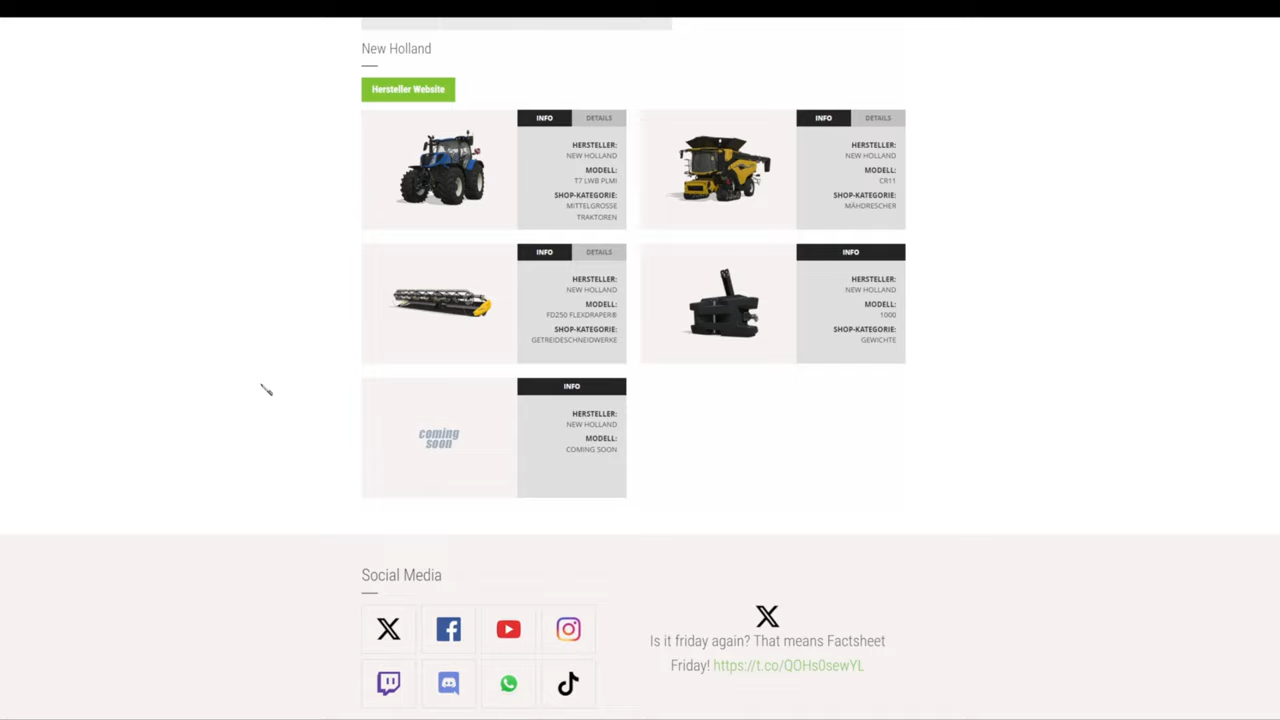 New Holland
Hersteller Website
INFO DETAILS
HERSTELLER:
NEW HOLLAND
MODELL:
T7 LWB PLMI
SHOP-KATEGORIE:
MITTELGROSSE
TRAKTOREN
INFO DETAILS
HERSTELLER:
NEW HOLLAND
MODELL:
CR11
SHOP-KATEGORIE:
MÄHDRESCHER
INFO DETAILS
HERSTELLER:
NEW HOLLAND
MODELL:
FD250 FLEXDRAPER®
SHOP-KATEGORIE:
GETREIDESCHNEIDWERKE
INFO
HERSTELLER:
NEW HOLLAND
MODELL:
1000
SHOP-KATEGORIE:
GEWICHTE
coming
soon
INFO
HERSTELLER:
NEW HOLLAND
MODELL:
COMING SOON
Social Media
Is it friday again? That means Factsheet
Friday! https://t.co/QOHs0sewYL